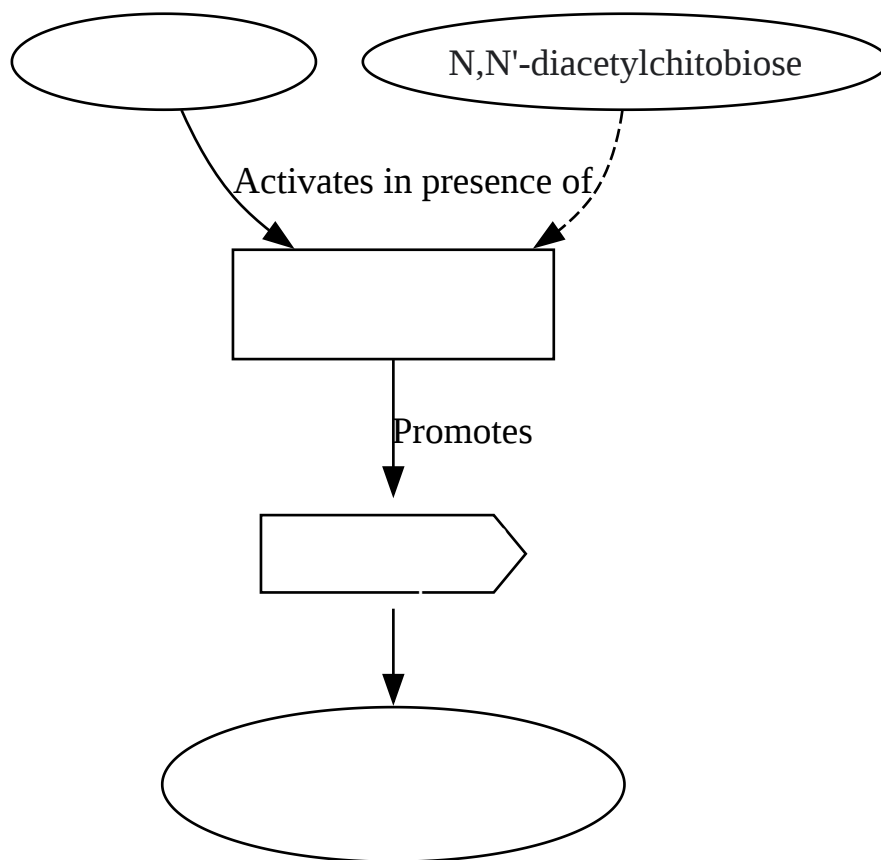 N,N'-diacetylchitobiose
Activates in presence of
Promotes